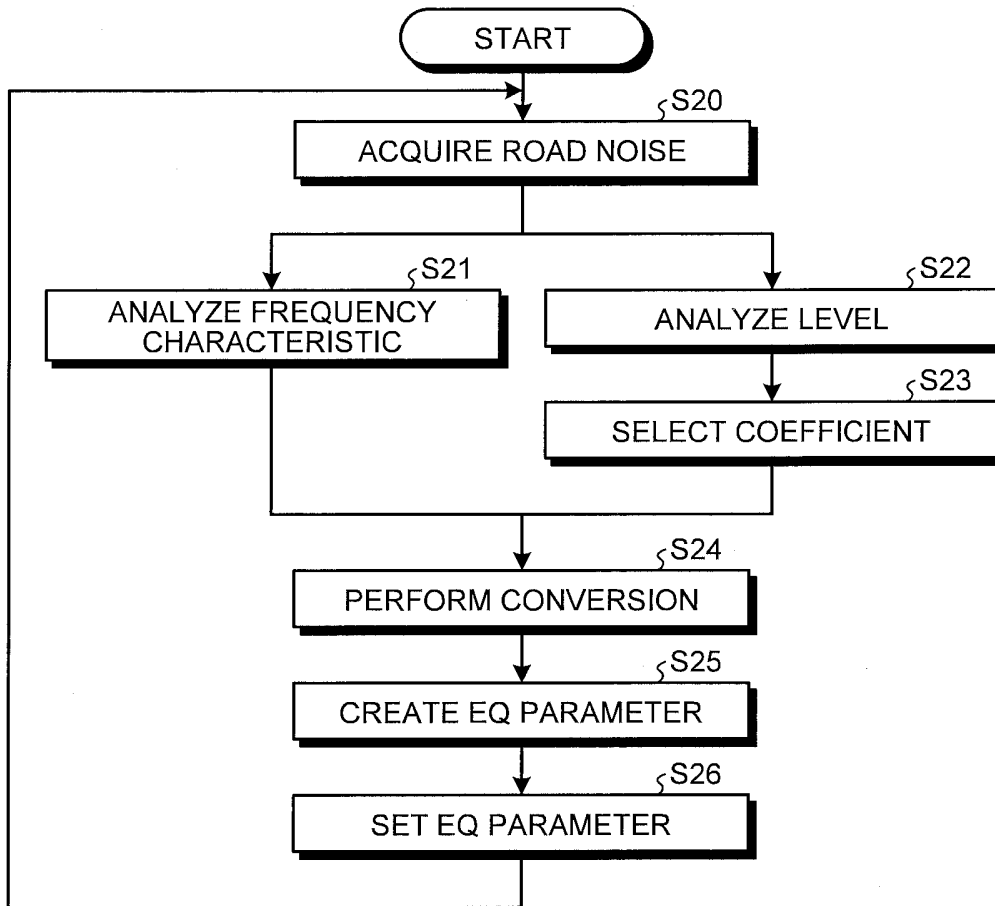 START
S20
ACQUIRE ROAD NOISE
S21
ANALYZE FREQUENCY
CHARACTERISTIC
S22
ANALYZE LEVEL
S23
SELECT COEFFICIENT
S24
PERFORM CONVERSION
S25
CREATE EQ PARAMETER
S26
SET EQ PARAMETER